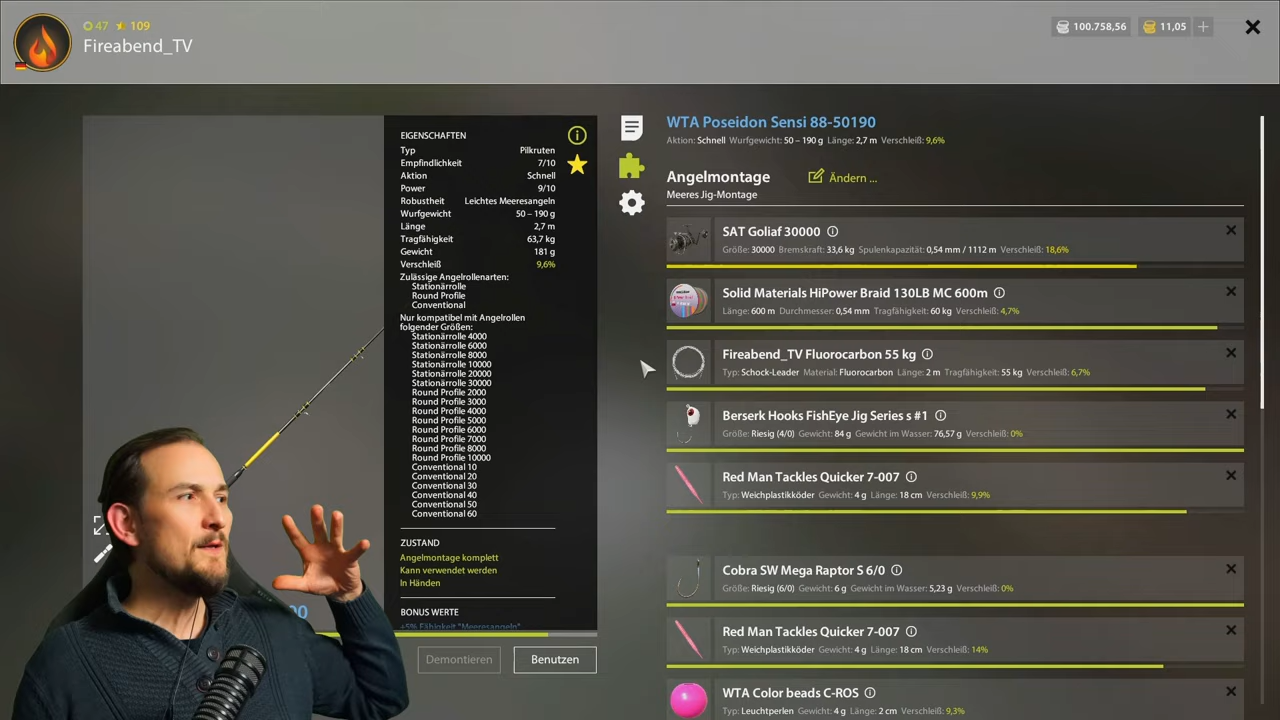 47 109
Fireabend_TV
100.758,56 11,05
EIGENSCHAFTEN
Typ Pilkruten
Empfindlichkeit 7/10
Aktion Schnell
Power 9/10
Robustheit Leichtes Meeresangeln
Wurfgewicht 50 – 190 g
Länge 2,7 m
Tragfähigkeit 63,7 kg
Gewicht 181 g
Verschleiß 9,6%
Zulässige Angelrollenarten:
Stationärrolle
Round Profile
Conventional
Nur kompatibel mit Angelrollen
folgender Größen:
Stationärrolle 4000
Stationärrolle 6000
Stationärrolle 8000
Stationärrolle 10000
Stationärrolle 20000
Stationärrolle 30000
Round Profile 2000
Round Profile 3000
Round Profile 4000
Round Profile 5000
Round Profile 6000
Round Profile 7000
Round Profile 8000
Round Profile 10000
Conventional 10
Conventional 20
Conventional 30
Conventional 40
Conventional 50
Conventional 60
ZUSTAND
Angelmontage komplett
Kann verwendet werden
In Händen
BONUS WERTE
+5% Fähigkeit "Meeresangeln"
Demontieren Benutzen
WTA Poseidon Sensi 88-50190
Aktion: Schnell Wurfgewicht: 50 – 190 g Länge: 2,7 m Verschleiß: 9,6%
Angelmontage Ändern ...
Meeres Jig-Montage
SAT Goliaf 30000
Größe: 30000 Bremskraft: 33,6 kg Spulenkapazität: 0,54 mm / 1112 m Verschleiß: 18,6%
Solid Materials HiPower Braid 130LB MC 600m
Länge: 600 m Durchmesser: 0,54 mm Tragfähigkeit: 60 kg Verschleiß: 4,7%
Fireabend_TV Fluorocarbon 55 kg
Typ: Schock-Leader Material: Fluorocarbon Länge: 2 m Tragfähigkeit: 55 kg Verschleiß: 6,7%
Berserk Hooks FishEye Jig Series s #1
Größe: Riesig (4/0) Gewicht: 84 g Gewicht im Wasser: 76,57 g Verschleiß: 0%
Red Man Tackles Quicker 7-007
Typ: Weichplastikköder Gewicht: 4 g Länge: 18 cm Verschleiß: 9,9%
Cobra SW Mega Raptor S 6/0
Größe: Riesig (6/0) Gewicht: 6 g Gewicht im Wasser: 5,23 g Verschleiß: 0%
Red Man Tackles Quicker 7-007
Typ: Weichplastikköder Gewicht: 4 g Länge: 18 cm Verschleiß: 14%
WTA Color beads C-ROS
Typ: Leuchtperlen Gewicht: 4 g Länge: 2 cm Verschleiß: 9,3%